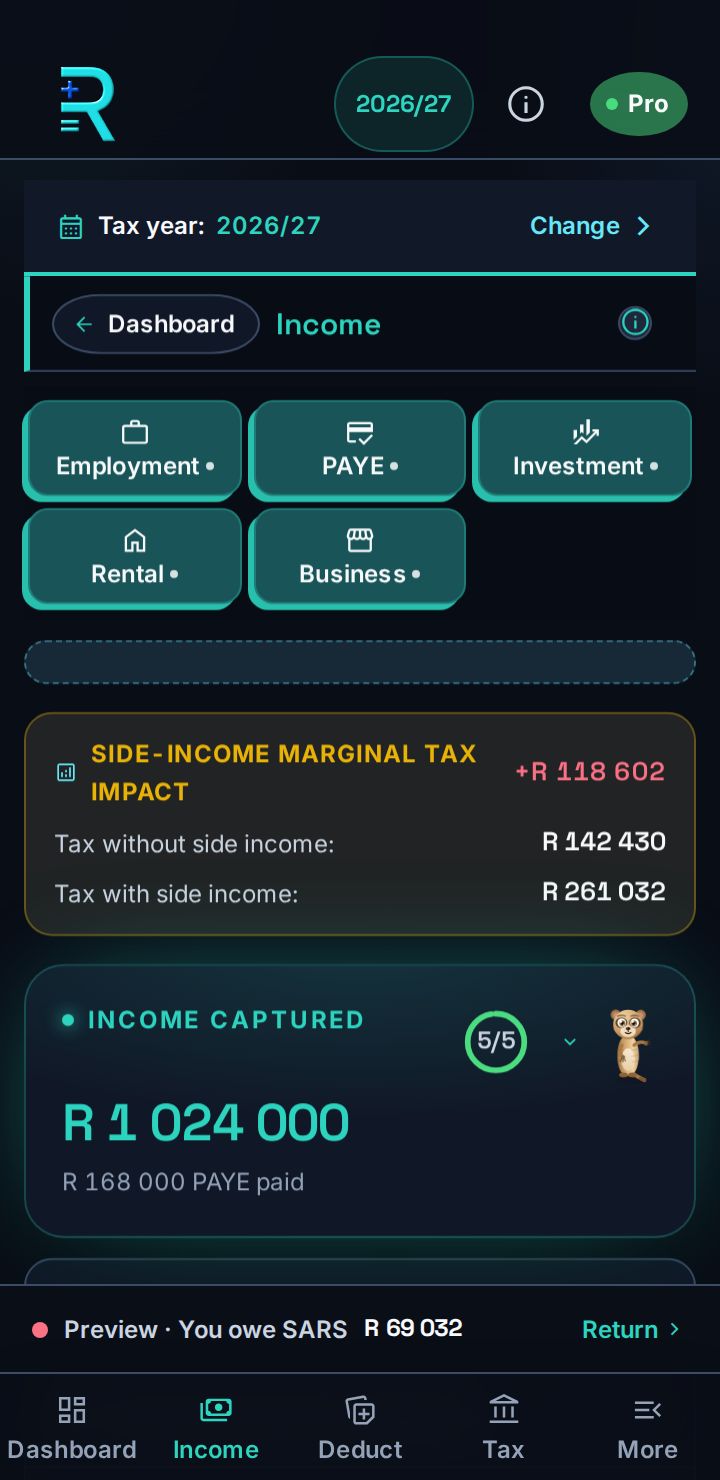 R
2026/27
Pro
Tax year: 2026/27
Change
Dashboard
Income
Employment
PAYE
Investment
Rental
Business
SIDE-INCOME MARGINAL TAX
IMPACT
+R 118 602
Tax without side income:
R 142 430
Tax with side income:
R 261 032
INCOME CAPTURED
5/5
R 1 024 000
R 168 000 PAYE paid
Preview · You owe SARS R 69 032
Return
Dashboard
Income
Deduct
Tax
More